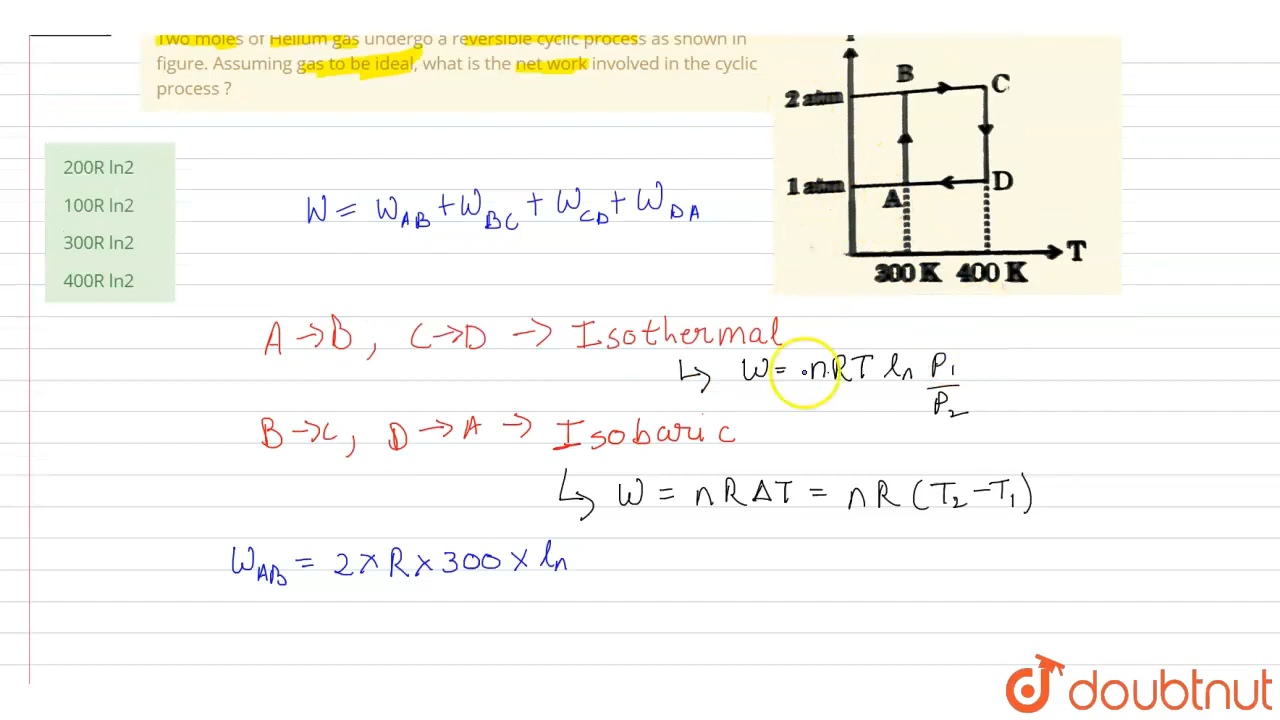 Two moles of Helium gas undergo a reversible cyclic process as shown in
figure. Assuming gas to be ideal, what is the net work involved in the cyclic
process ?
B
C
2 atm
1 atm
A
D
T
300 K 400 K
200R ln2
100R ln2
300R ln2
400R ln2
W = W_AB + W_BC + W_CD + W_DA
A → B, C → D → Isothermal
↳ W = nRT ln P₁/P₂
B → C, D → A → Isobaric
↳ W = nRΔT = nR (T₂ - T₁)
W_AB = 2 × R × 300 × ln
doubtnut